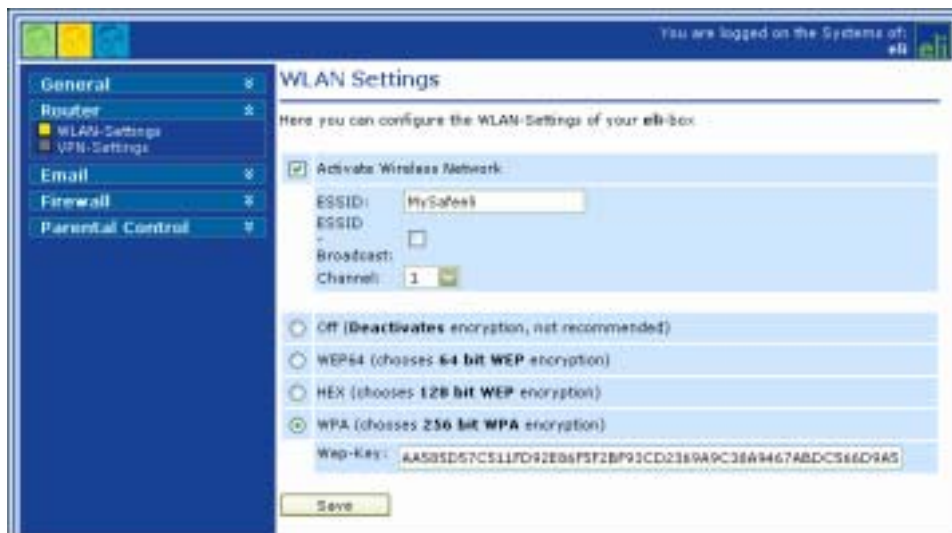 You are logged on the Systems of:
eli
eli
General
Router
WLAN-Settings
VPN-Settings
Email
Firewall
Parental Control
WLAN Settings
Here you can configure the WLAN-Settings of your eli-box
Activate Wireless Network
ESSID: MySafeeli
ESSID
-
Broadcast:
Channel: 1
Off (Deactivates encryption, not recommended)
WEP64 (chooses 64 bit WEP encryption)
HEX (chooses 128 bit WEP encryption)
WPA (chooses 256 bit WPA encryption)
Wep-Key:
Save